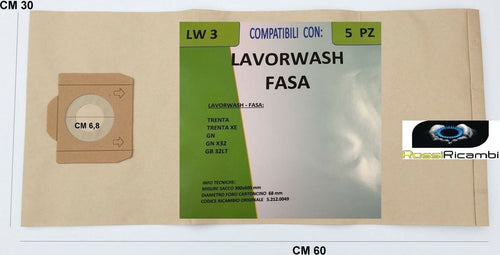 CM 30
LW 3
COMPATIBILI CON:
5 PZ
LAVORWASH
FASA
LAVORWASH - FASA:
TRENTA
TRENTA XE
GN
GN X32
GB 32LT
INFO TECNICHE:
MISURE SACCO 300x600 mm
DIAMETRO FORO CARTONCINO 68 mm
CODICE RICAMBIO ORIGINALE 5.212.0049
CM 6,8
RossiRicambi
CM 60